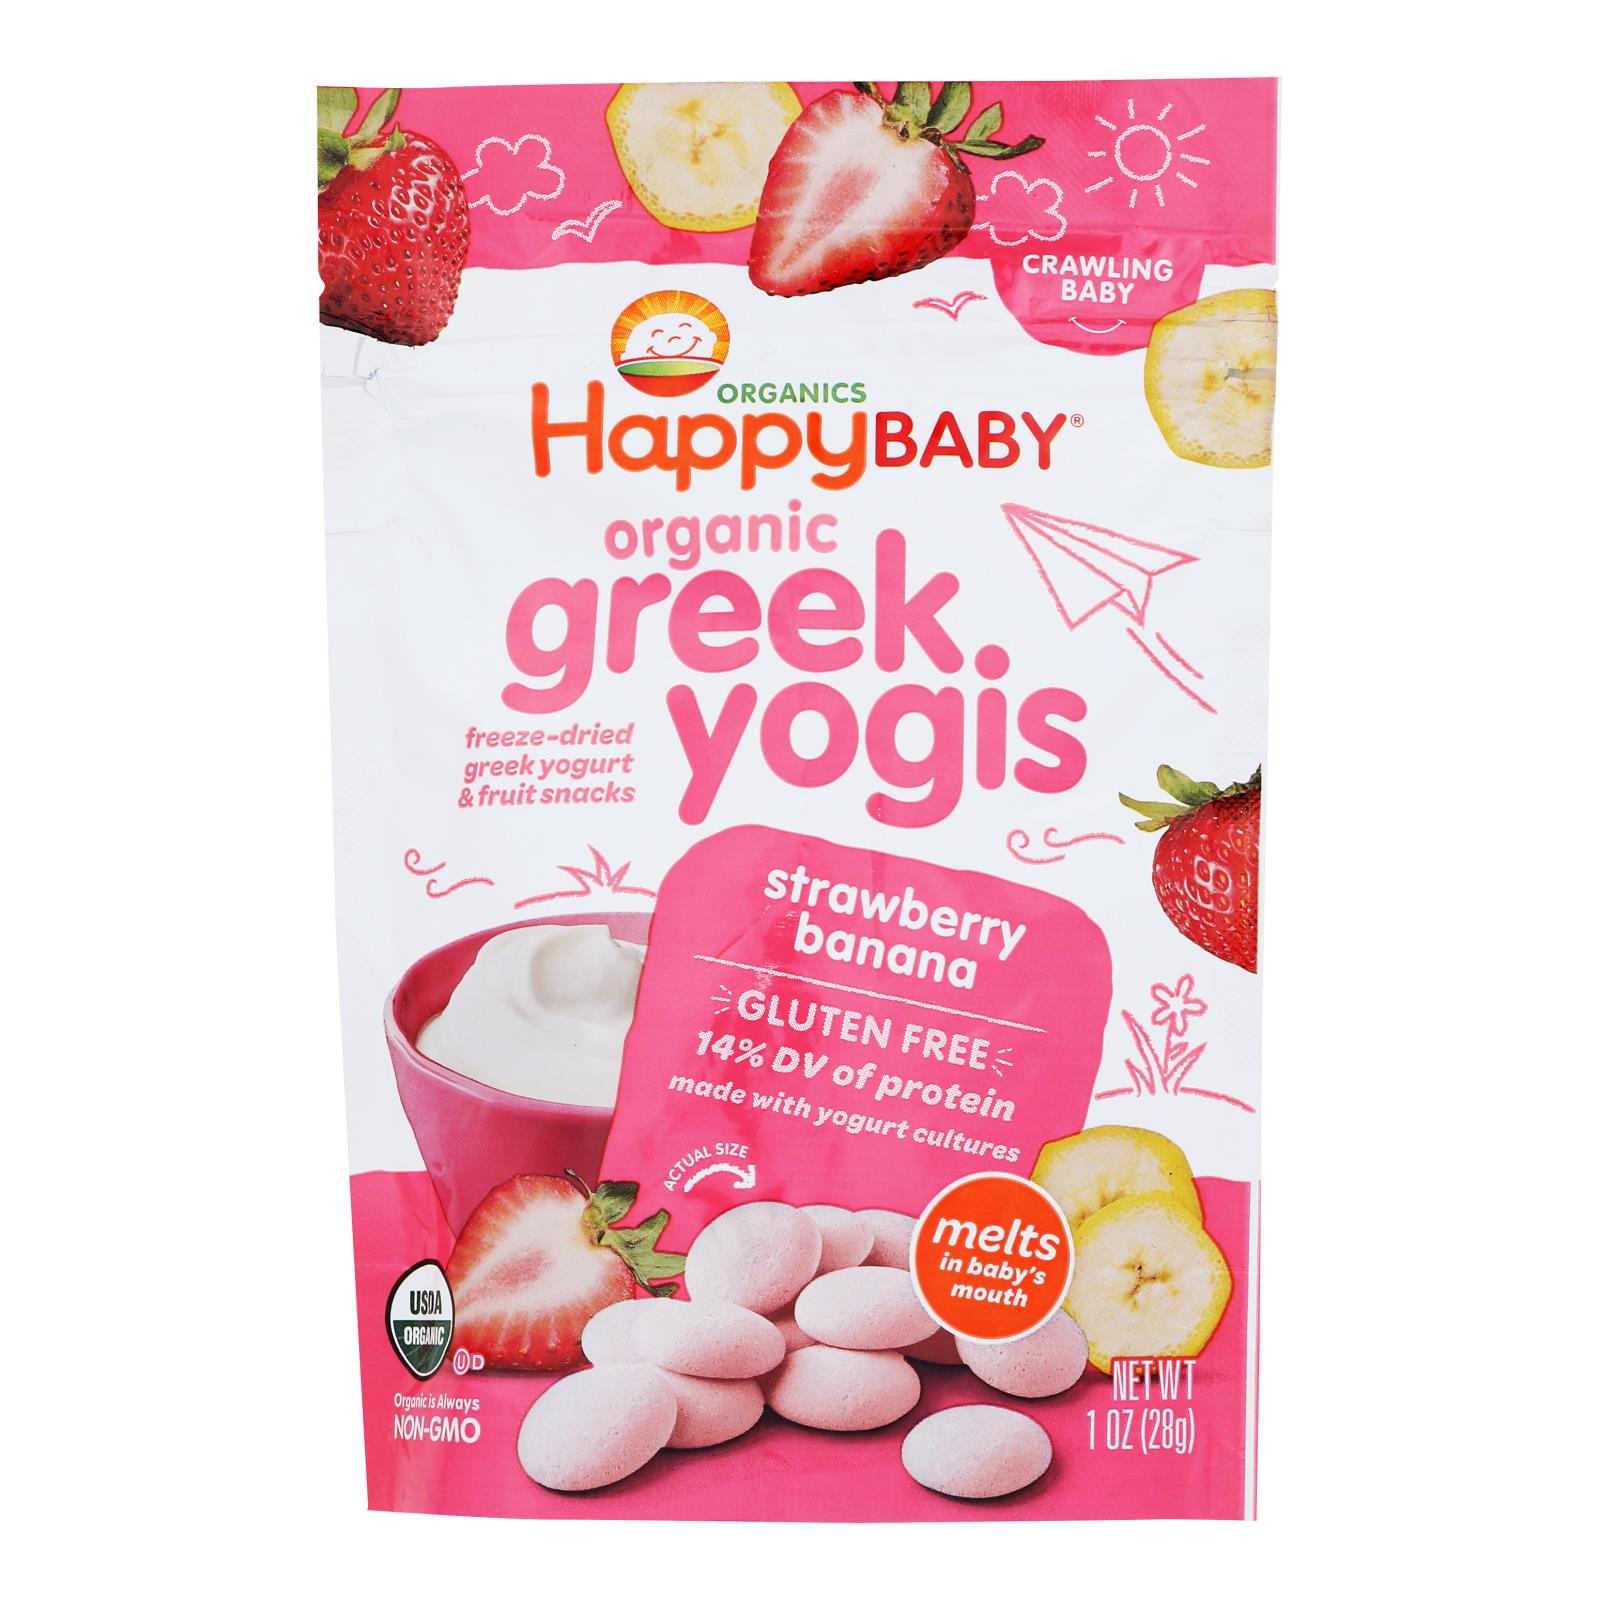 CRAWLING
BABY
ORGANICS
HappyBABY®
organic
greek
yogis
freeze-dried
greek yogurt
& fruit snacks
strawberry
banana
GLUTEN FREE
14% DV of protein
made with yogurt cultures
ACTUAL SIZE
melts
in baby's
mouth
USDA
ORGANIC
U D
Organic is Always
NON-GMO
NET WT
1 OZ (28g)